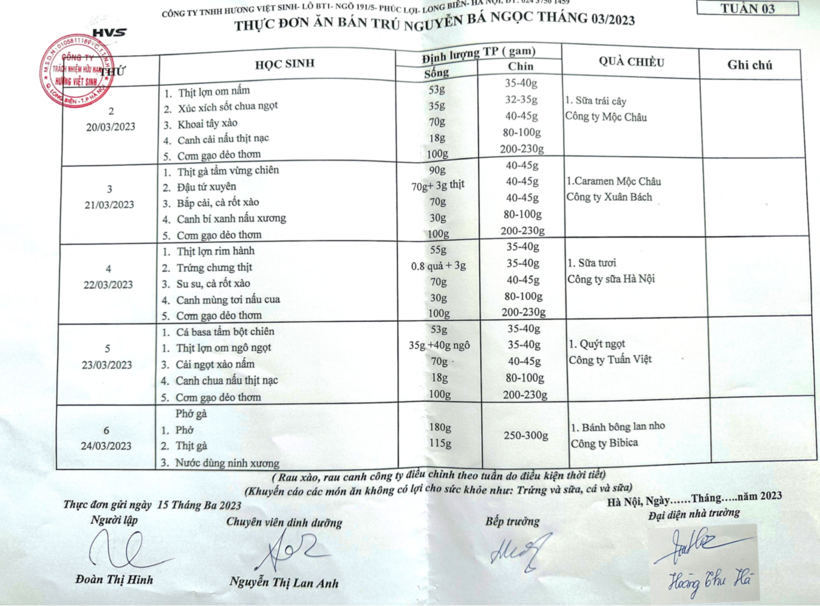 CÔNG TY TNHH HƯƠNG VIỆT SINH- LÔ BT1- NGÕ 191/5- PHÚC LỢI- LONG BIÊN- HÀ NỘI
TUẦN 03
THỰC ĐƠN ĂN BÁN TRÚ NGUYỄN BÁ NGỌC THÁNG 03/2023
HVS
CÔNG TY
TRÁCH NHIỆM HỮU HẠN
HƯƠNG VIỆT SINH
Q. LONG BIÊN - T.P HÀ NỘI
THỨ HỌC SINH Định lượng TP ( gam) QUÀ CHIỀU Ghi chú
Sống Chín
2
20/03/2023
1. Thịt lợn om nấm 53g 35-40g
2. Xúc xích sốt chua ngọt 35g 32-35g
3. Khoai tây xào 70g 40-45g
4. Canh cải nấu thịt nạc 18g 80-100g
5. Cơm gạo dẻo thơm 100g 200-230g
1. Sữa trái cây
Công ty Mộc Châu
3
21/03/2023
1. Thịt gà tẩm vừng chiên 90g 40-45g
2. Đậu tứ xuyên 70g+ 3g thịt 40-45g
3. Bắp cải, cà rốt xào 70g 40-45g
4. Canh bí xanh nấu xương 30g 80-100g
5. Cơm gạo dẻo thơm 100g 200-230g
1.Caramen Mộc Châu
Công ty Xuân Bách
4
22/03/2023
1. Thịt lợn rim hành 55g 35-40g
2. Trứng chưng thịt 0.8 quả + 3g 35-40g
3. Su su, cà rốt xào 70g 40-45g
4. Canh mùng tơi nấu cua 30g 80-100g
5. Cơm gạo dẻo thơm 100g 200-230g
1. Sữa tươi
Công ty sữa Hà Nội
5
23/03/2023
1. Cá basa tẩm bột chiên 53g 35-40g
1. Thịt lợn om ngô ngọt 35g +40g ngô 35-40g
3. Cải ngọt xào nấm 70g 40-45g
4. Canh chua nấu thịt nạc 18g 80-100g
5. Cơm gạo dẻo thơm 100g 200-230g
1. Quýt ngọt
Công ty Tuấn Việt
6
24/03/2023
Phở gà
1. Phở 180g
2. Thịt gà 115g
3. Nước dùng ninh xương
250-300g
1. Bánh bông lan nho
Công ty Bibica
( Rau xào, rau canh công ty điều chỉnh theo tuần do điều kiện thời tiết)
(Khuyến cáo các món ăn không có lợi cho sức khỏe như: Trứng và sữa, cá và sữa)
Thực đơn gửi ngày 15 Tháng Ba 2023
Hà Nội, Ngày......Tháng.....năm 2023
Người lập Chuyên viên dinh dưỡng Bếp trưởng Đại diện nhà trường
Đoàn Thị Hinh Nguyễn Thị Lan Anh Hoàng Thu Hà